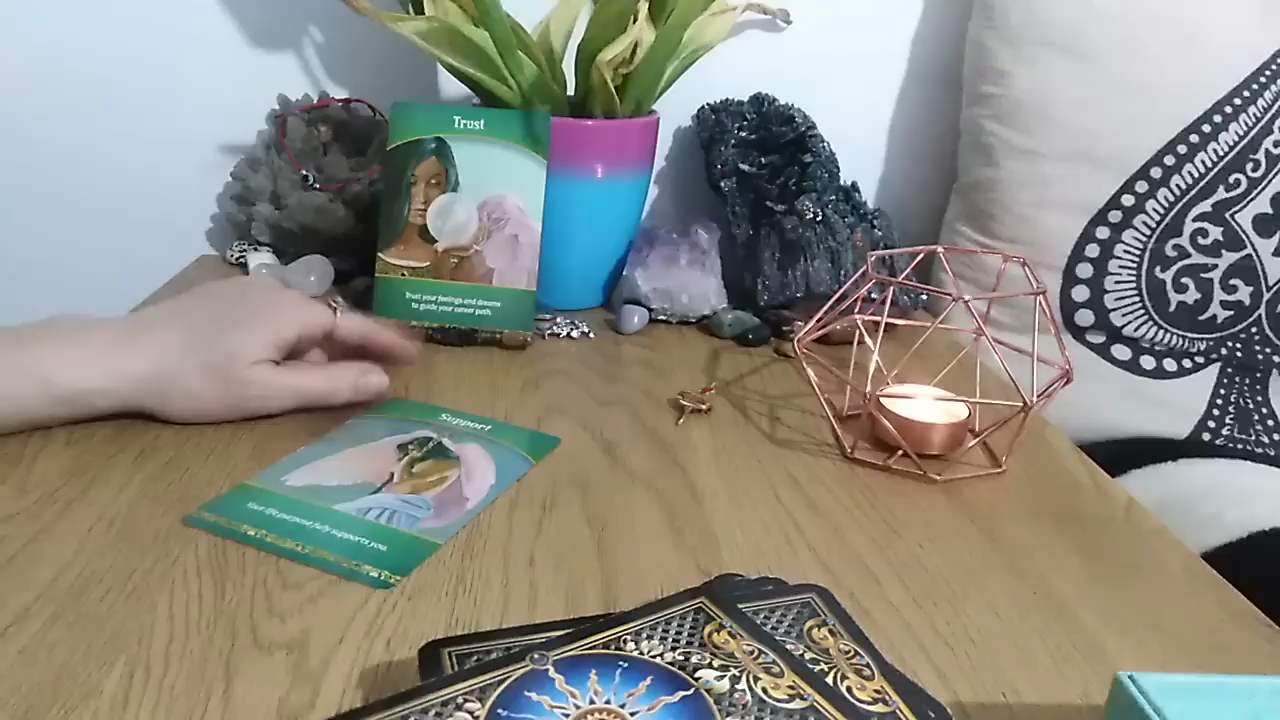 Trust
Trust your feelings and dreams
to guide your career path.
Support
Your life purpose fully supports you.